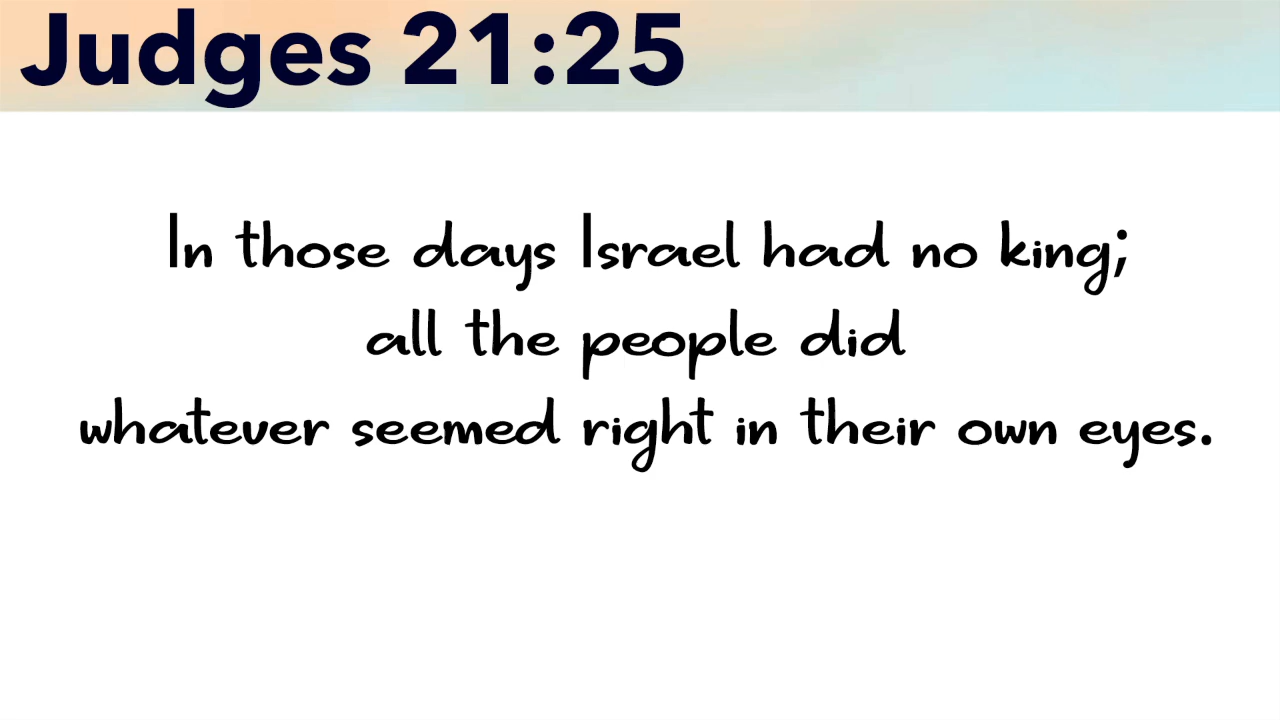 Judges 21:25
In those days Israel had no king;
all the people did
whatever seemed right in their own eyes.